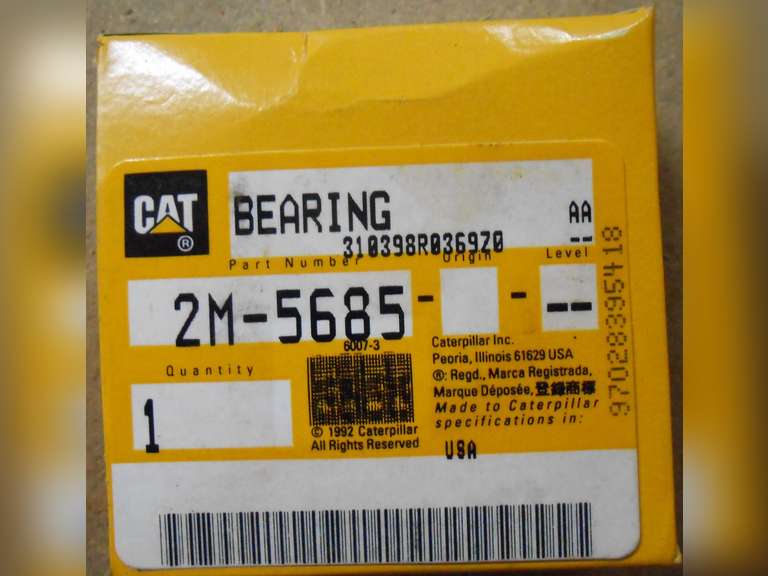 CAT ®
BEARING
AA
310398R0369Z0
--
Part Number
Origin
Level
2M-5685- - --
6007-3
Quantity
1
© 1992 Caterpillar
All Rights Reserved
Caterpillar Inc.
Peoria, Illinois 61629 USA
®: Regd., Marca Registrada,
Marque Déposée, 登録商標
Made to Caterpillar
specifications in:
USA
97028395418